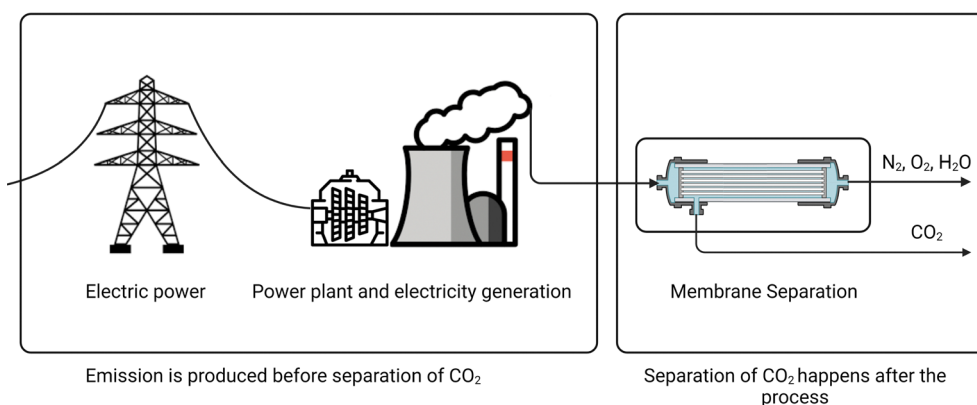 N₂, O₂, H₂O
CO₂
Electric power
Power plant and electricity generation
Membrane Separation
Emission is produced before separation of CO₂
Separation of CO₂ happens after the
process